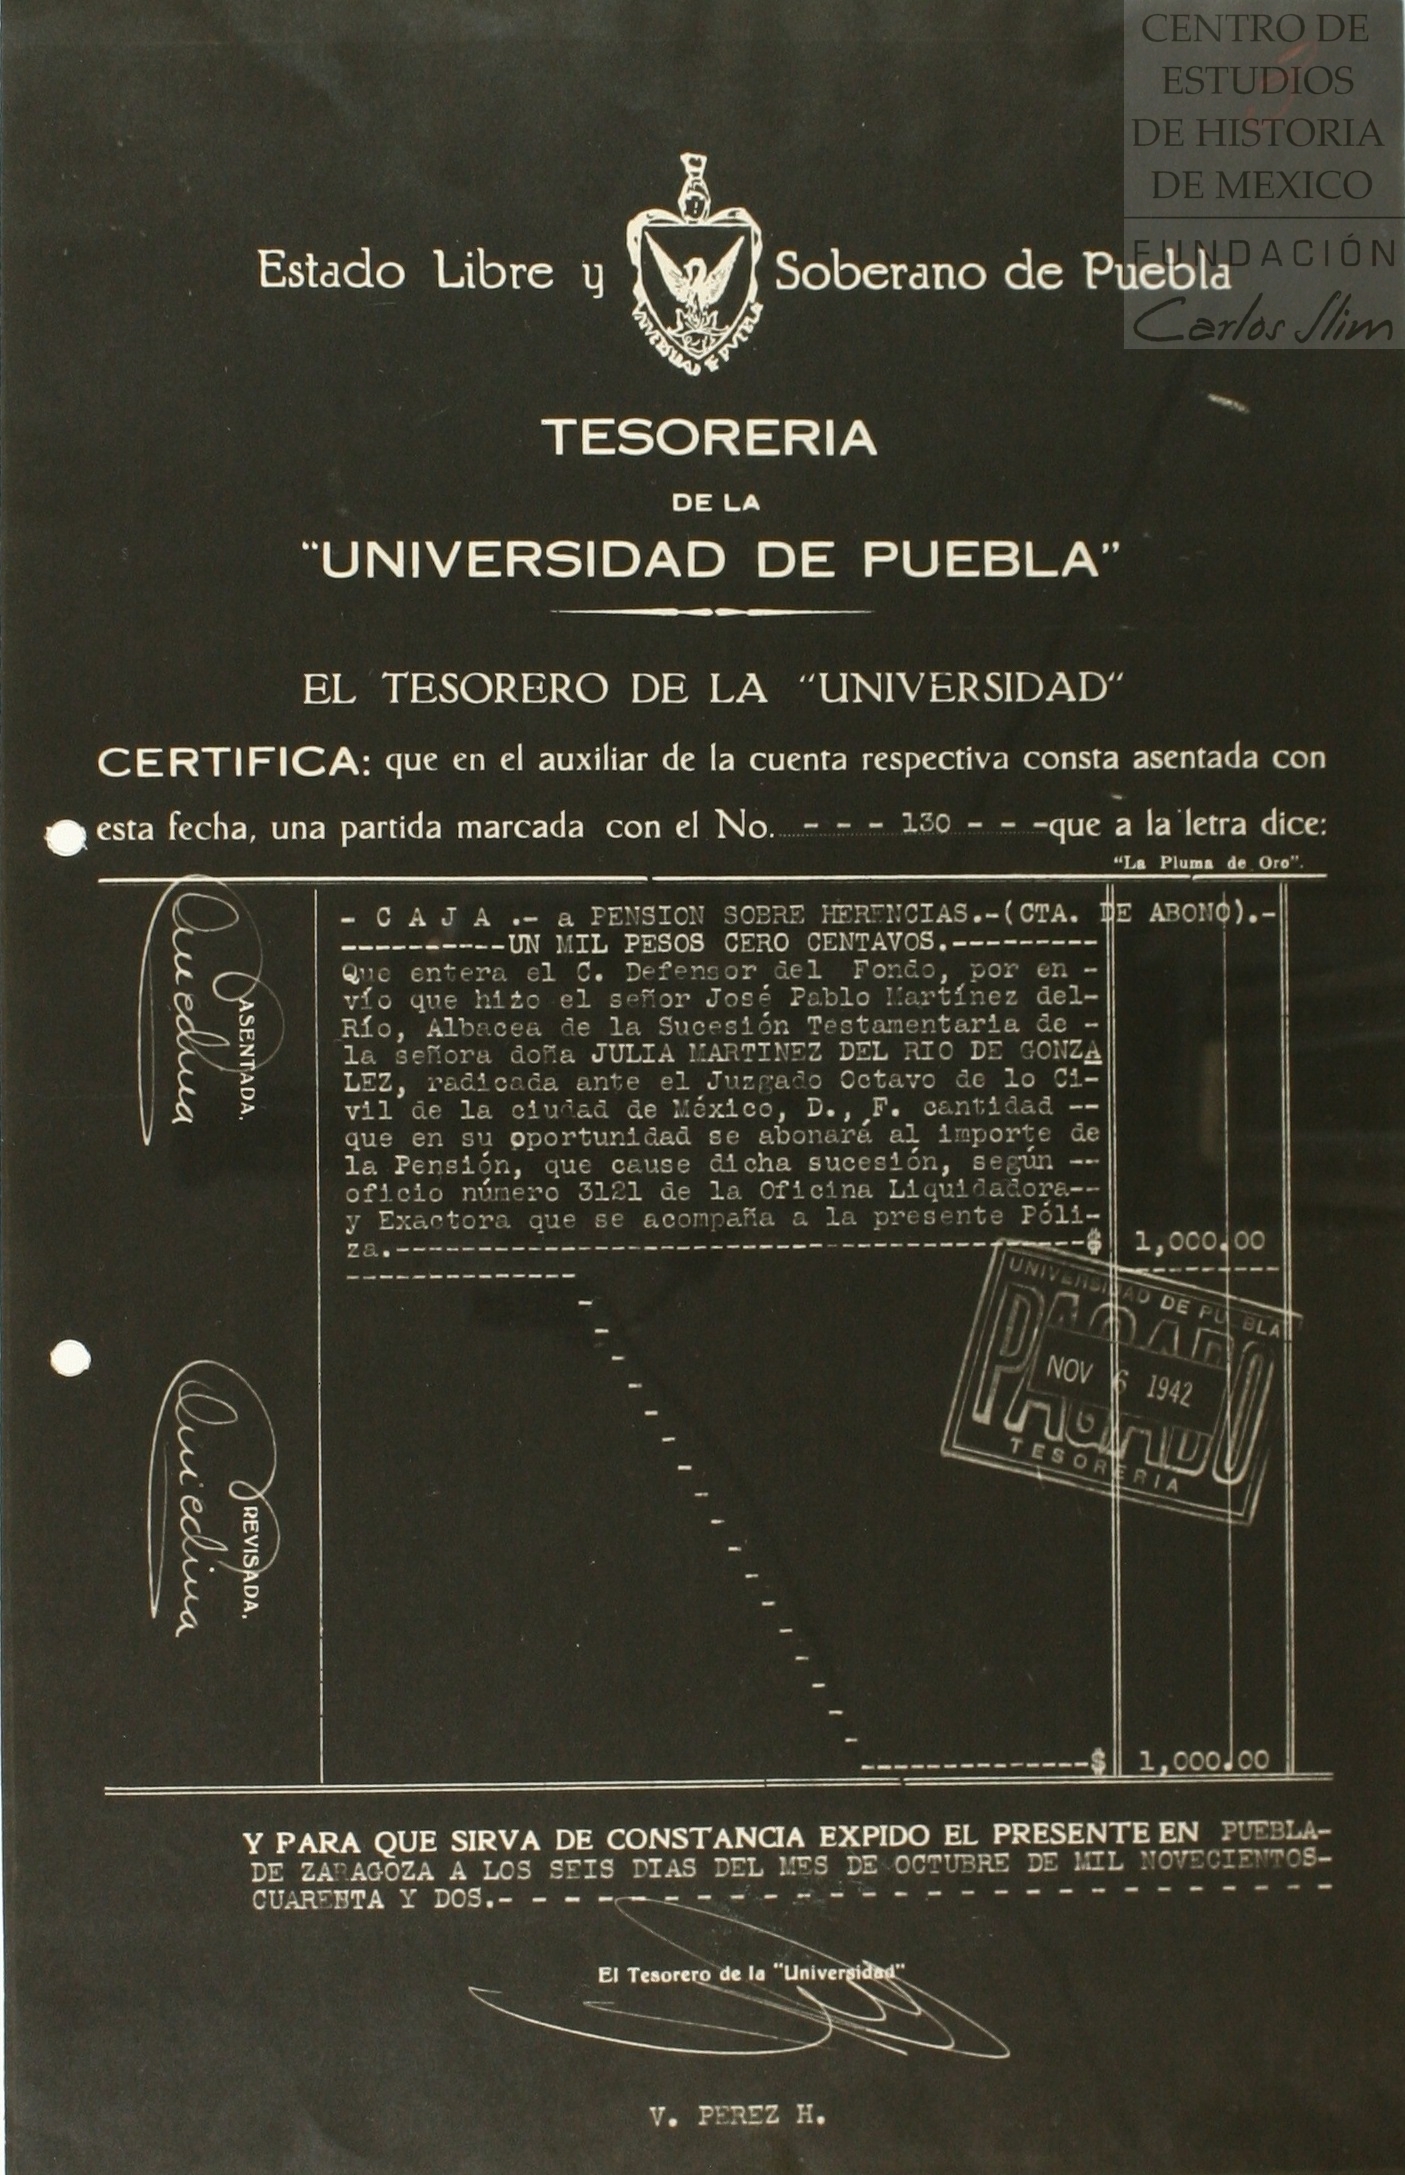 CENTRO DE
ESTUDIOS
DE HISTORIA
DE MEXICO
FUNDACIÓN
Carlos Slim
Estado Libre y Soberano de Puebla
UNIVERSIDAD DE PUEBLA
TESORERIA
DE LA
"UNIVERSIDAD DE PUEBLA"
EL TESORERO DE LA "UNIVERSIDAD"
CERTIFICA: que en el auxiliar de la cuenta respectiva consta asentada con
esta fecha, una partida marcada con el No. - - - 130 - - -que a la letra dice:
"La Pluma de Oro".
- C A J A .- a PENSION SOBRE HERENCIAS.-(CTA. DE ABONO).-
----------UN MIL PESOS CERO CENTAVOS.---------
Que entera el C. Defensor del Fondo, por en -
vío que hizo el señor José Pablo Martínez del-
Río, Albacea de la Sucesión Testamentaria de -
la señora doña JULIA MARTINEZ DEL RIO DE GONZA
LEZ, radicada ante el Juzgado Octavo de lo Ci-
vil de la ciudad de México, D., F. cantidad --
que en su oportunidad se abonará al importe de
la Pensión, que cause dicha sucesión, según --
oficio número 3121 de la Oficina Liquidadora--
y Exactora que se acompaña a la presente Póli-
za.------------------------------------------$ 1,000.00
ASENTADA.
REVISADA.
UNIVERSIDAD DE PUEBLA
PAGADO
NOV 6 1942
TESORERIA
--------------$ 1,000.00
Y PARA QUE SIRVA DE CONSTANCIA EXPIDO EL PRESENTE EN PUEBLA-
DE ZARAGOZA A LOS SEIS DIAS DEL MES DE OCTUBRE DE MIL NOVECIENTOS-
CUARENTA Y DOS.- - - - - - - - - - - - - - - - - - - - - - - - - -
El Tesorero de la "Universidad"
V. PEREZ H.